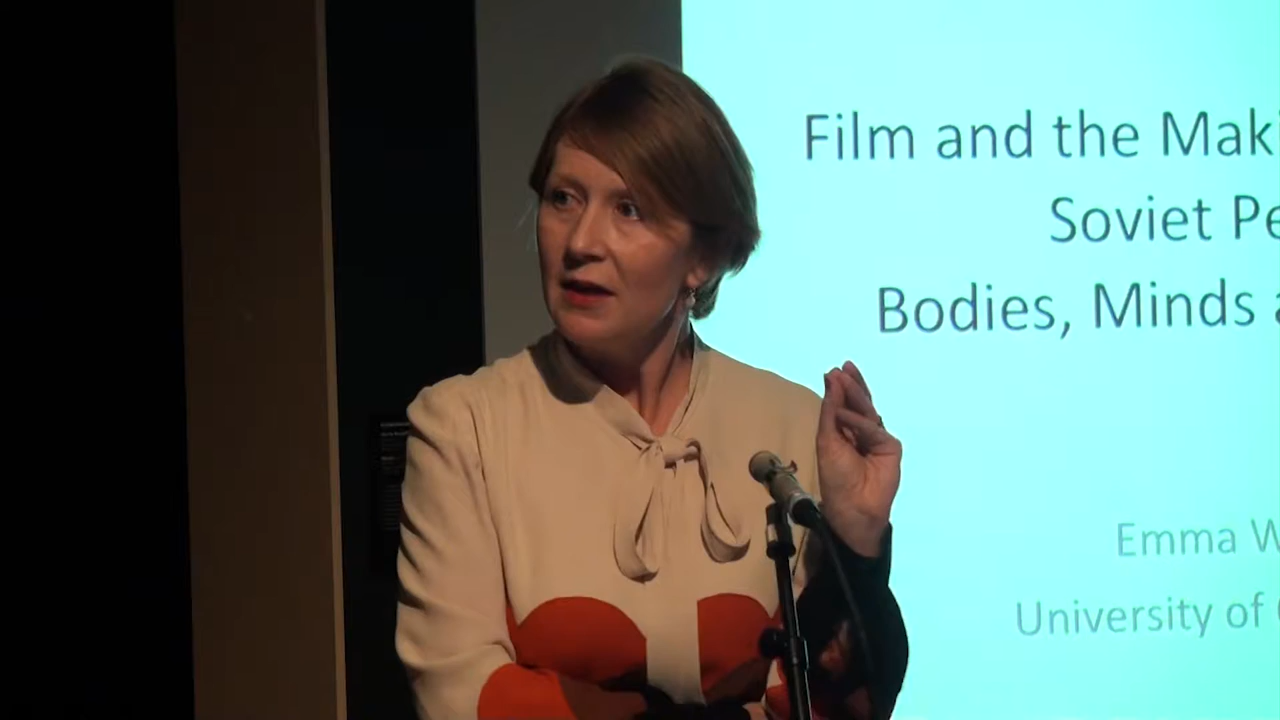 Film and the Maki
Soviet Pe
Bodies, Minds a
Emma W
University of